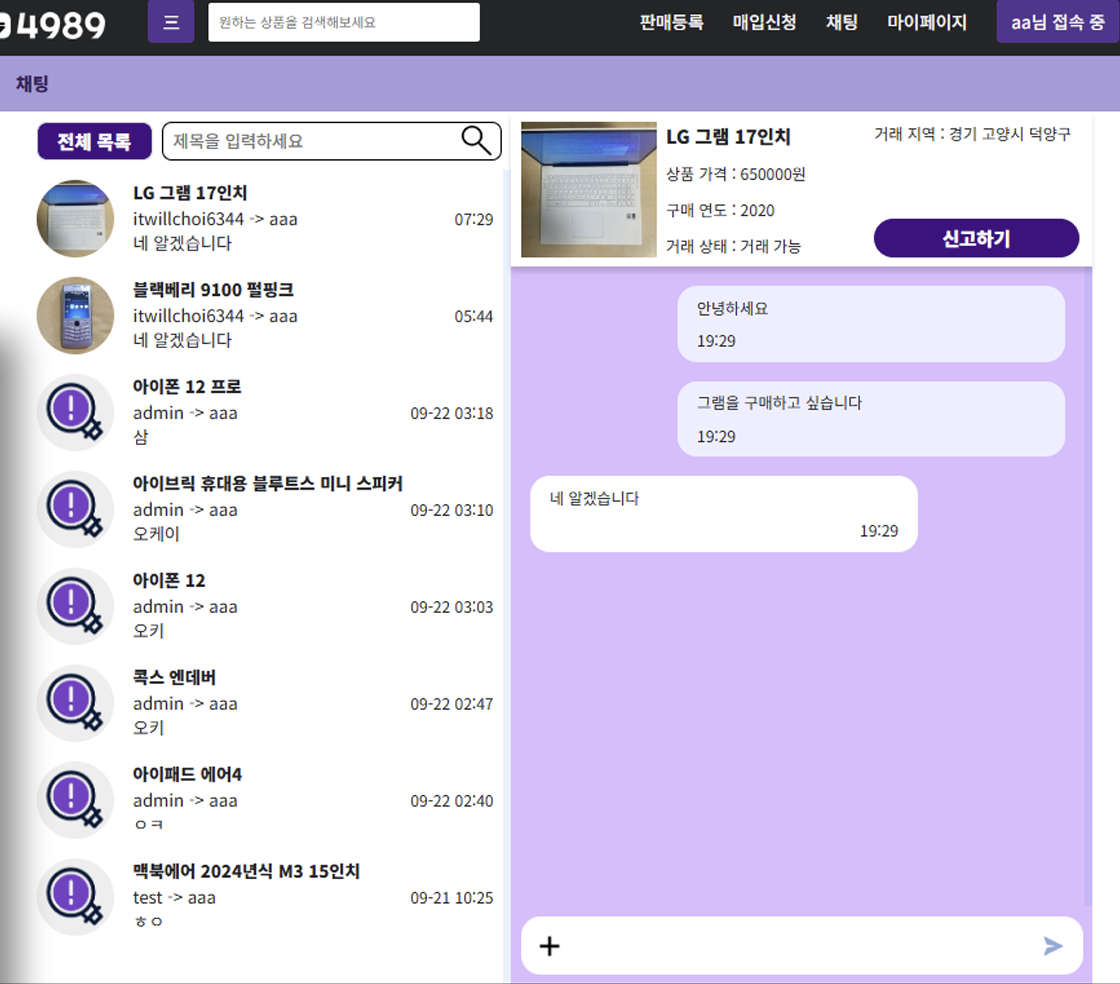 4989
三
원하는 상품을 검색해보세요
판매등록
매입신청
채팅
마이페이지
aa님 접속 중
채팅
전체 목록
제목을 입력하세요
LG 그램 17인치
itwillchoi6344 -> aaa
07:29
네 알겠습니다
블랙베리 9100 펄핑크
itwillchoi6344 -> aaa
05:44
네 알겠습니다
아이폰 12 프로
admin -> aaa
09-22 03:18
삼
아이브릭 휴대용 블루트스 미니 스피커
admin -> aaa
09-22 03:10
오케이
아이폰 12
admin -> aaa
09-22 03:03
오키
콕스 엔데버
admin -> aaa
09-22 02:47
오키
아이패드 에어4
admin -> aaa
09-22 02:40
ㅇㅋ
맥북에어 2024년식 M3 15인치
test -> aaa
09-21 10:25
ㅎㅇ
LG 그램 17인치
거래 지역 : 경기 고양시 덕양구
상품 가격 : 650000원
구매 연도 : 2020
거래 상태 : 거래 가능
신고하기
안녕하세요
19:29
그램을 구매하고 싶습니다
19:29
네 알겠습니다
19:29